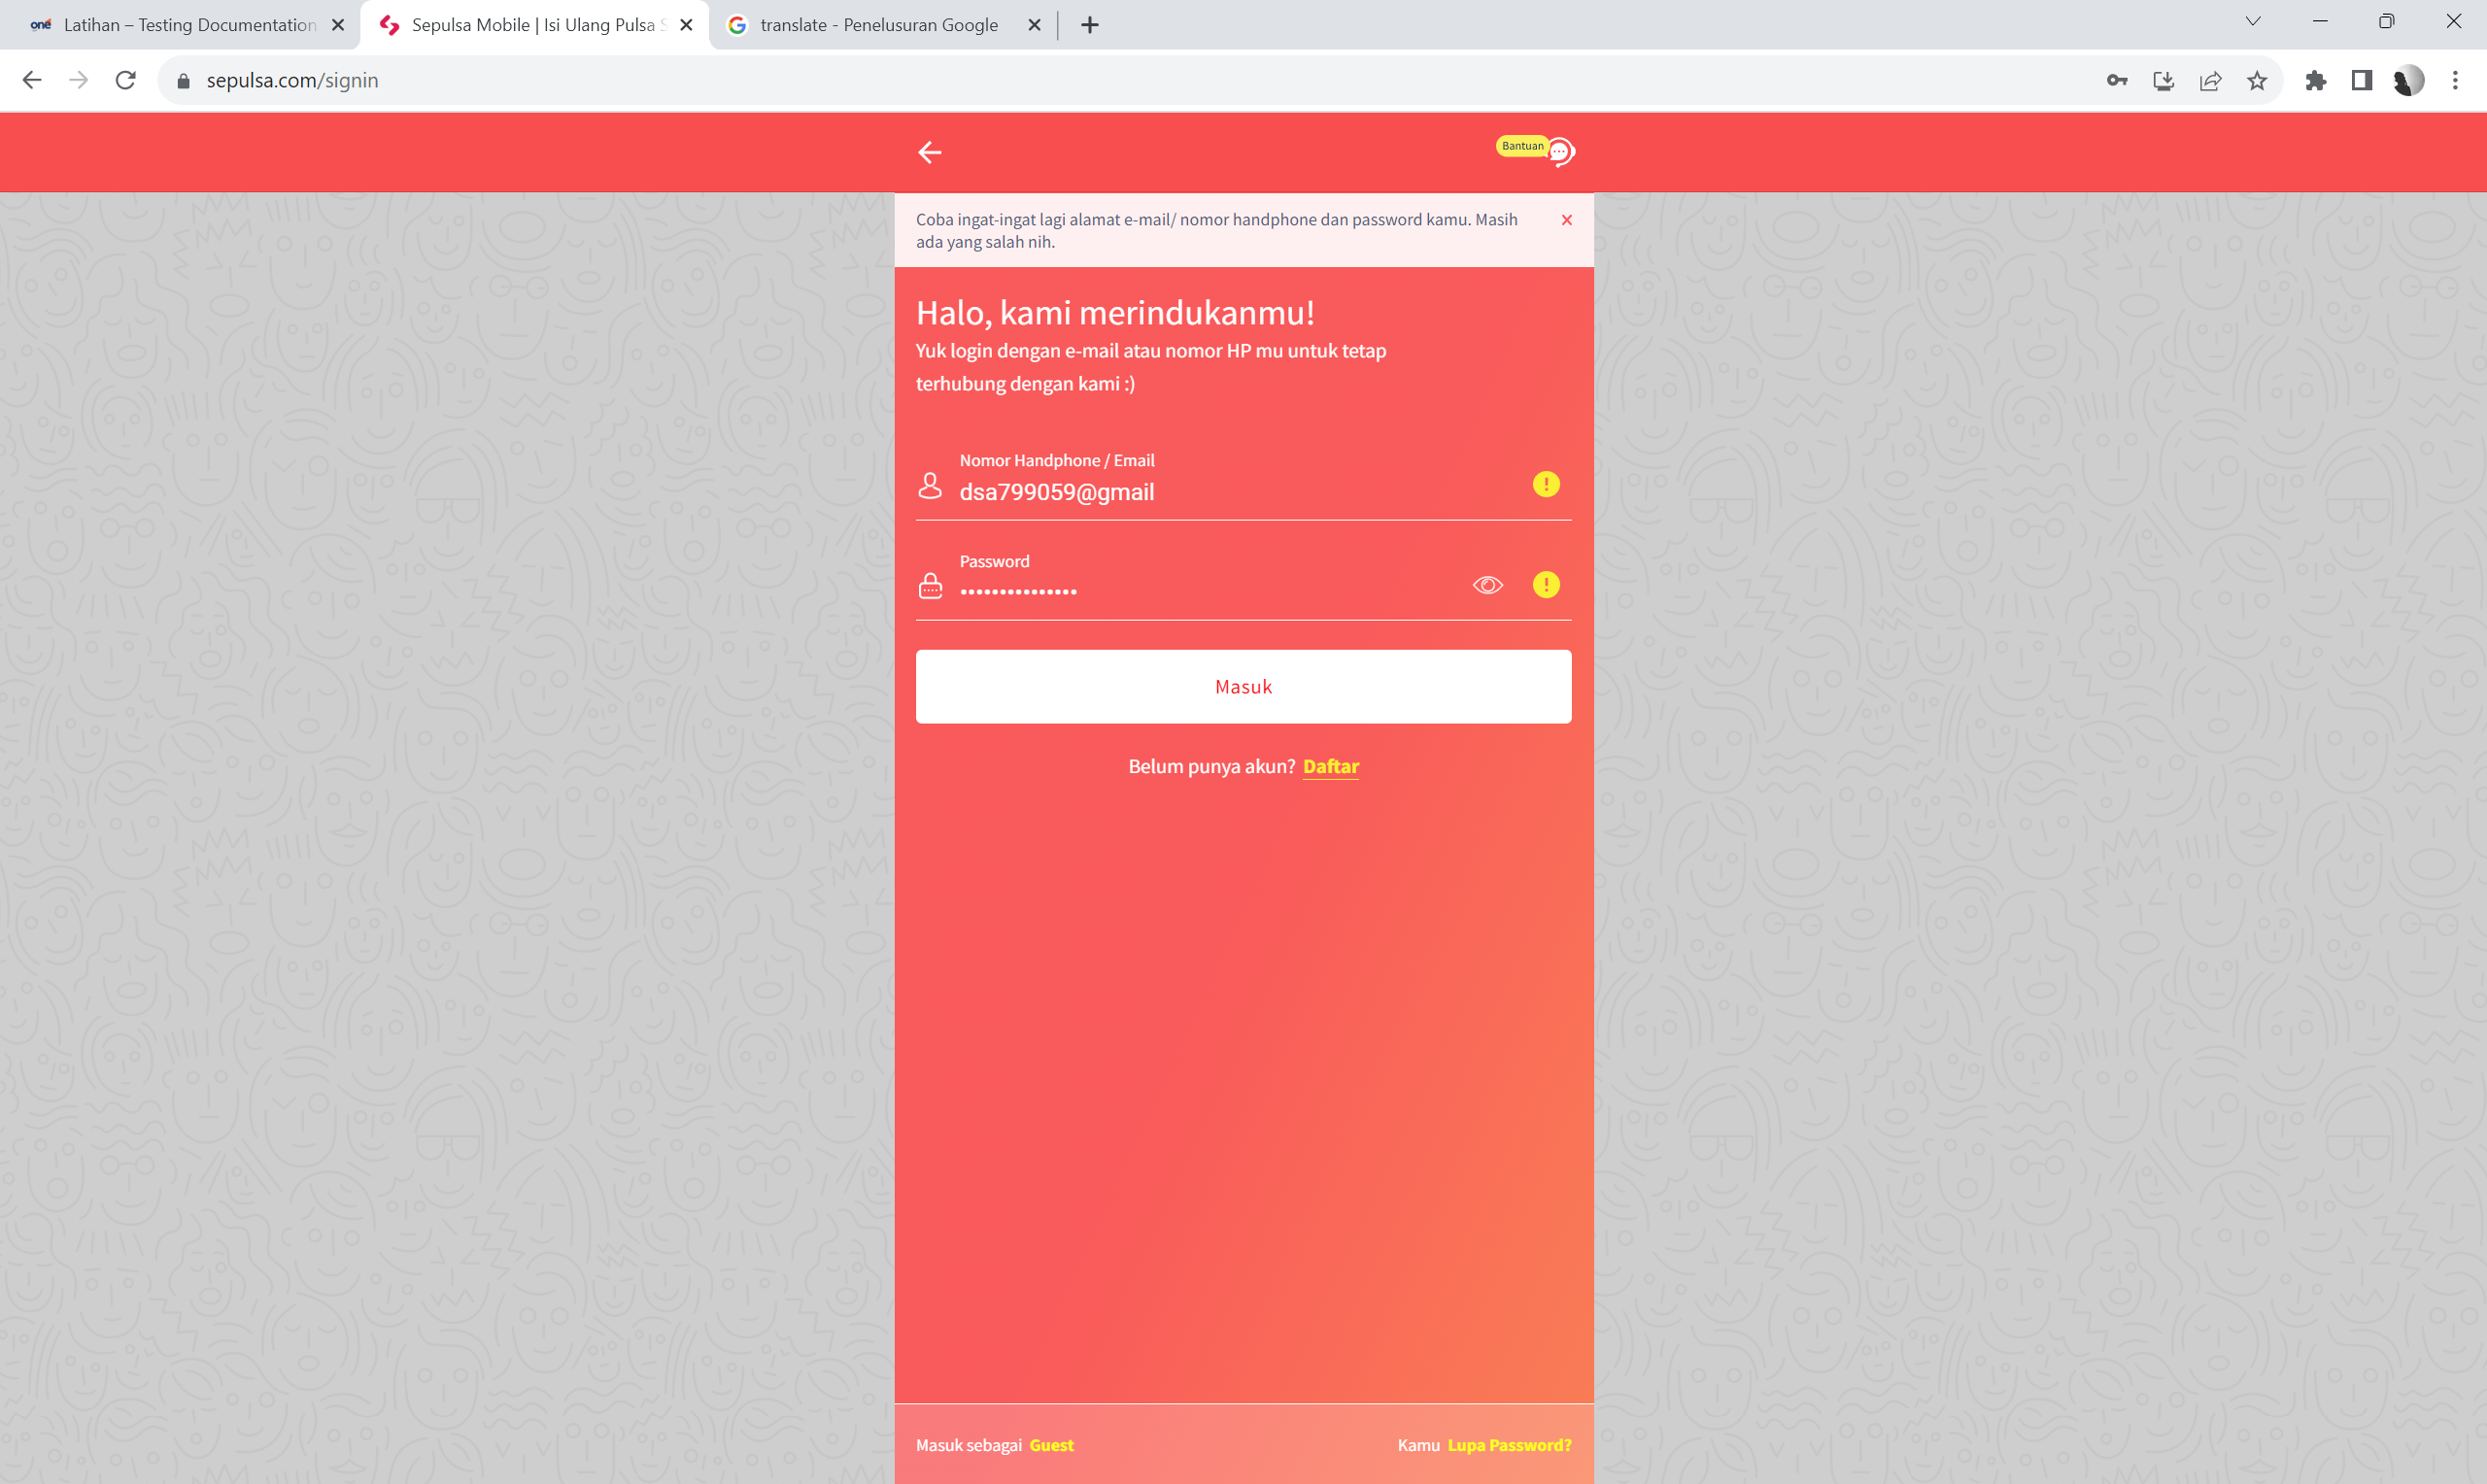 one Latihan – Testing Documentation
Sepulsa Mobile | Isi Ulang Pulsa S
G translate - Penelusuran Google
sepulsa.com/signin
Bantuan
Coba ingat-ingat lagi alamat e-mail/ nomor handphone dan password kamu. Masih
ada yang salah nih.
Halo, kami merindukanmu!
Yuk login dengan e-mail atau nomor HP mu untuk tetap
terhubung dengan kami :)
Nomor Handphone / Email
dsa799059@gmail
Password
•••••••••••••••
Masuk
Belum punya akun? Daftar
Masuk sebagai Guest
Kamu Lupa Password?